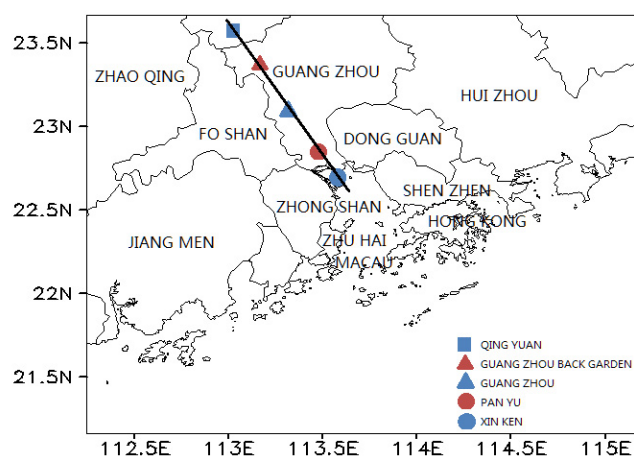 23.5N
ZHAO QING
GUANG ZHOU
HUI ZHOU
23N
FO SHAN
DONG GUAN
SHEN ZHEN
22.5N
ZHONG SHAN
HONG KONG
JIANG MEN
ZHU HAI
MACAU
22N
QING YUAN
GUANG ZHOU BACK GARDEN
21.5N
GUANG ZHOU
PAN YU
XIN KEN
112.5E 113E 113.5E 114E 114.5E 115E